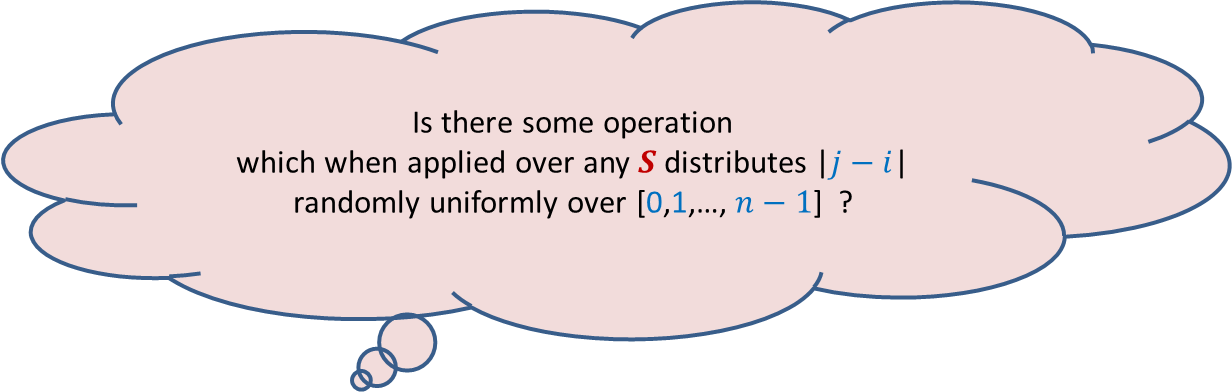 Is there some operation
which when applied over any S distributes |j − i|
randomly uniformly over [0,1,…, n − 1] ?